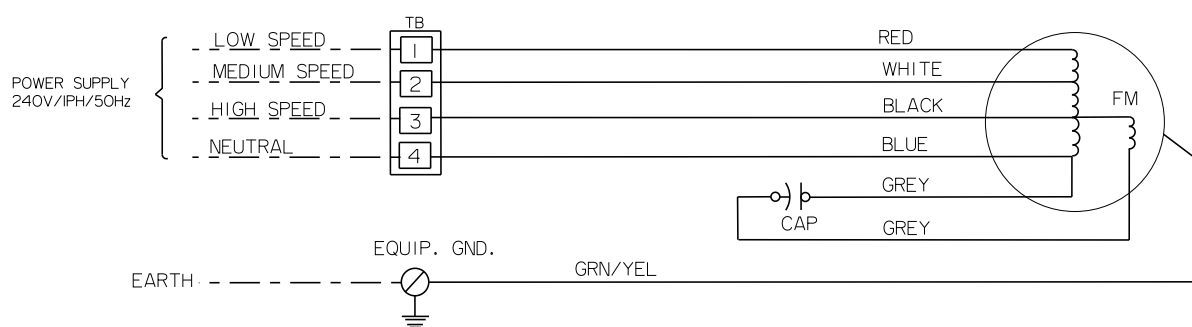 TB
LOW SPEED
1
RED
MEDIUM SPEED
2
WHITE
POWER SUPPLY
240V/1PH/50Hz
HIGH SPEED
3
BLACK
FM
NEUTRAL
4
BLUE
GREY
CAP
GREY
EQUIP. GND.
EARTH
GRN/YEL